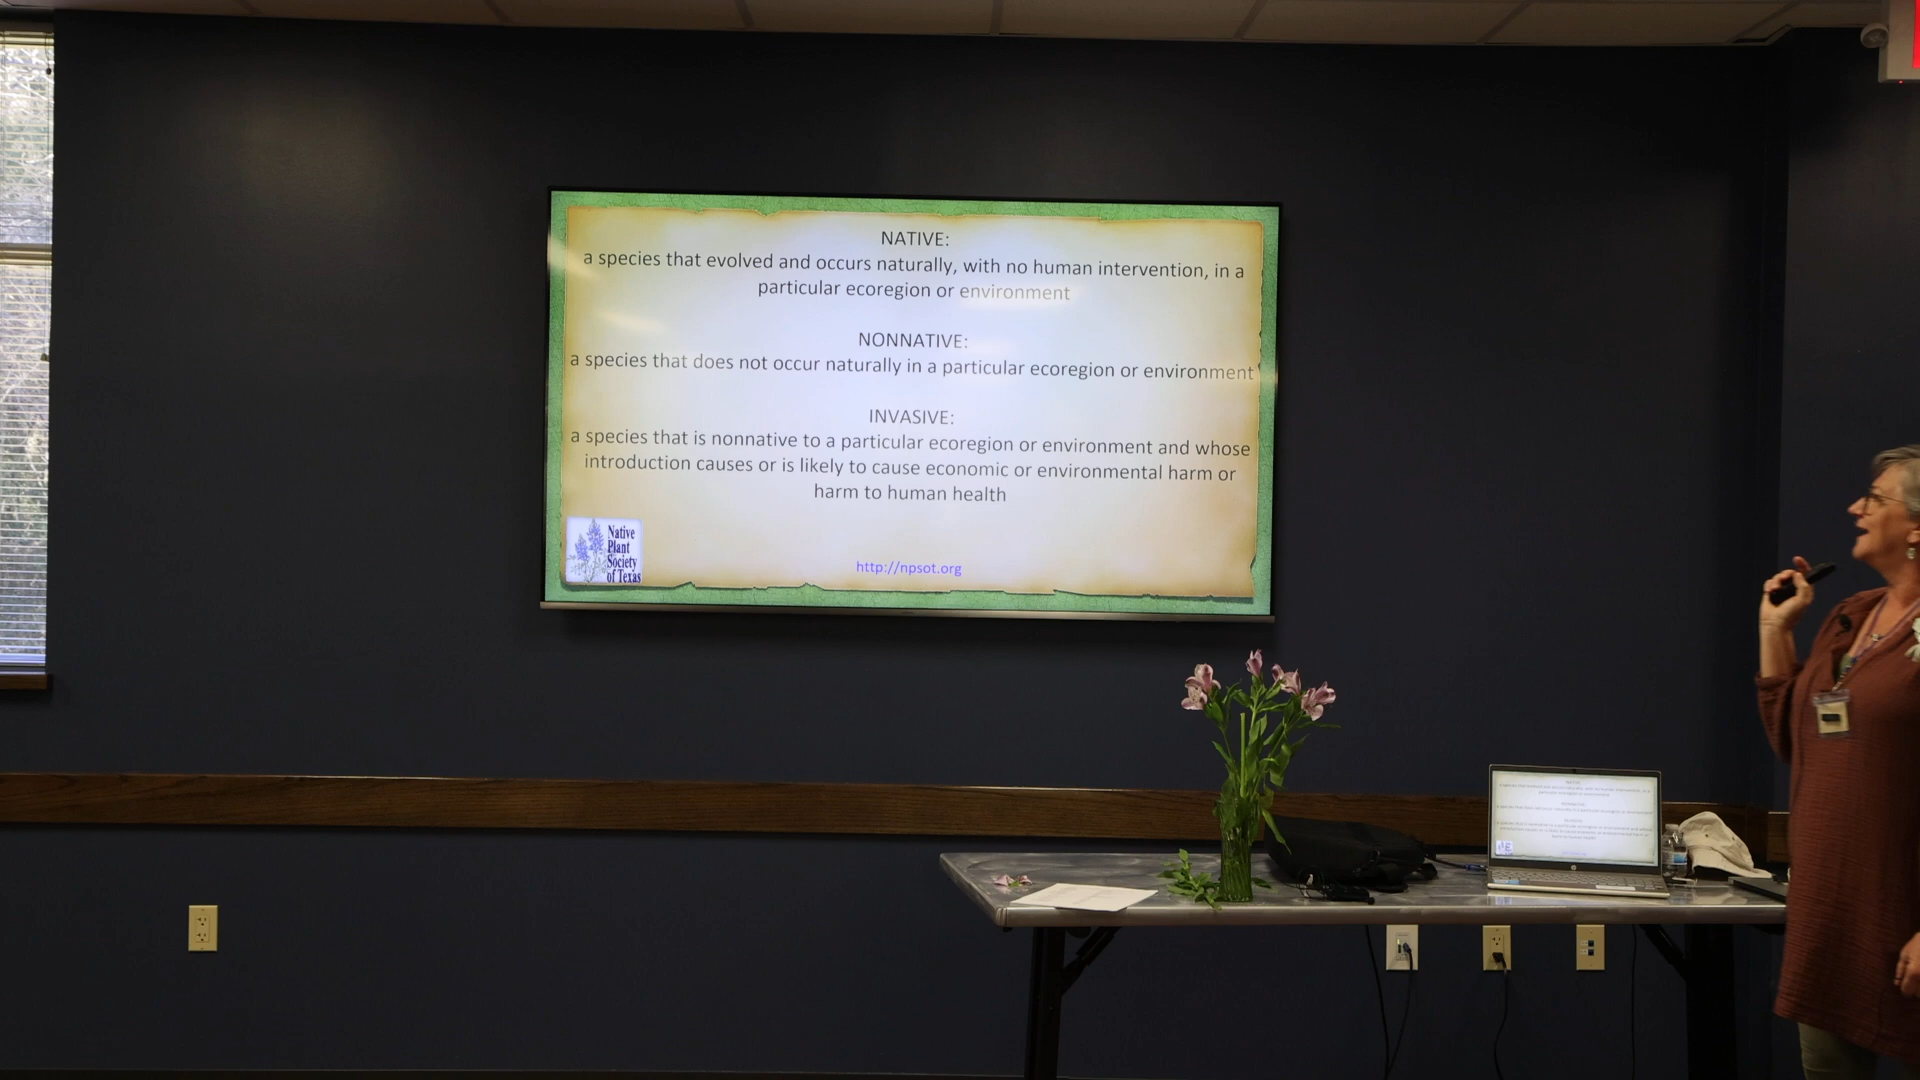 NATIVE:
a species that evolved and occurs naturally, with no human intervention, in a
particular ecoregion or environment
NONNATIVE:
a species that does not occur naturally in a particular ecoregion or environment
INVASIVE:
a species that is nonnative to a particular ecoregion or environment and whose
introduction causes or is likely to cause economic or environmental harm or
harm to human health
Native
Plant
Society
of Texas
http://npsot.org